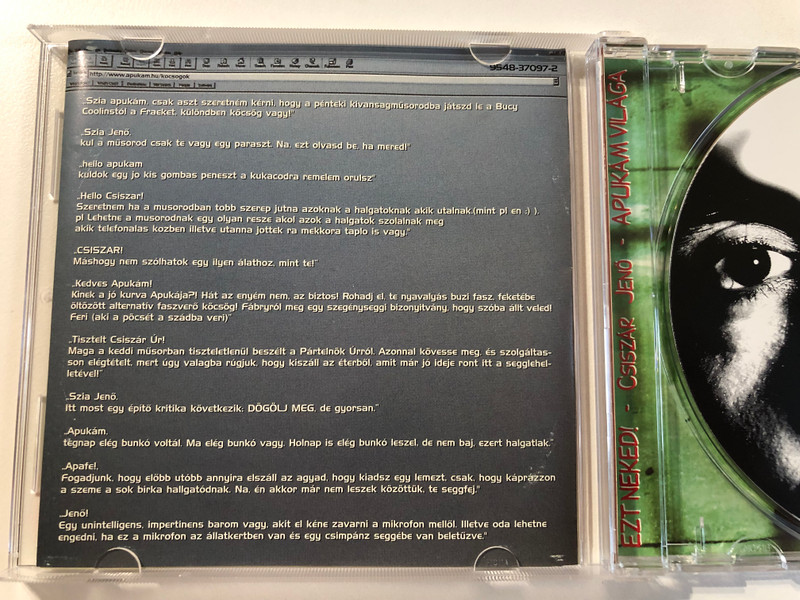 9548-37097-2
http://www.apukam.hu/kocsogok
„Szia apukám, csak aszt szeretném kérni, hogy a pénteki kivansagmüsorodba játszd le a Bucy
Coolinstól a Fraeket, különdben köcsög vagy!"
„Szia Jenő,
kul a műsorod csak te vagy egy paraszt. Na, ezt olvasd be, ha mered!"
„hello apukam
kuldok egy jo kis gombas peneszt a kukacodra remelem orulsz"
„Hello Csiszar!
Szeretnem ha a musorodban tobb szerep jutna azoknak a halgatoknak akik utalnak.(mint pl en :) ).
pl Lehetne a musorodnak egy olyan resze akol azok a halgatok szolalnak meg
akik telefonalas kozben illetve utanna jottek ra mekkora taplo is vagy."
„CSISZAR!
Máshogy nem szólhatok egy ilyen álathoz, mint te!"
„Kedves Apukám!
Kinek a jó kurva Apukája?! Hát az enyém nem, az biztos! Rohadj el, te nyavalyás buzi fasz, feketébe
öltözött alternatív faszverő köcsög! Fábryról meg egy szegénységgi bizonyitvány, hogy szóba állt veled!
Feri (aki a pöcsét a szádba veri)"
„Tisztelt Csiszár Úr!
Maga a keddi műsorban tiszteletlenül beszélt a Pártelnök Úrról. Azonnal kövesse meg, és szolgáltas-
son elégtételt, mert úgy valagba rúgjuk, hogy kiszáll az éterből, amit már jó ideje ront itt a segglehel-
letével!"
„Szia Jenő,
Itt most egy építő kritika következik: DÖGÖLJ MEG, de gyorsan."
„Apukám,
tegnap elég bunkó voltál. Ma elég bunkó vagy. Holnap is elég bunkó leszel, de nem baj, ezert halgatlak."
„Apafej,
Fogadjunk, hogy előbb utóbb annyira elszáll az agyad, hogy kiadsz egy lemezt, csak, hogy káprázzon
a szeme a sok birka hallgatódnak. Na, én akkor már nem leszek közöttük, te seggfej."
„Jenő!
Egy unintelligens, impertinens barom vagy, akit el kéne zavarni a mikrofon mellől. Illetve oda lehetne
engedni, ha ez a mikrofon az állatkertben van és egy csimpánz seggébe van beletűzve."
EZT NEKED! - CSISZÁR JENŐ - APUKÁM VILÁGA